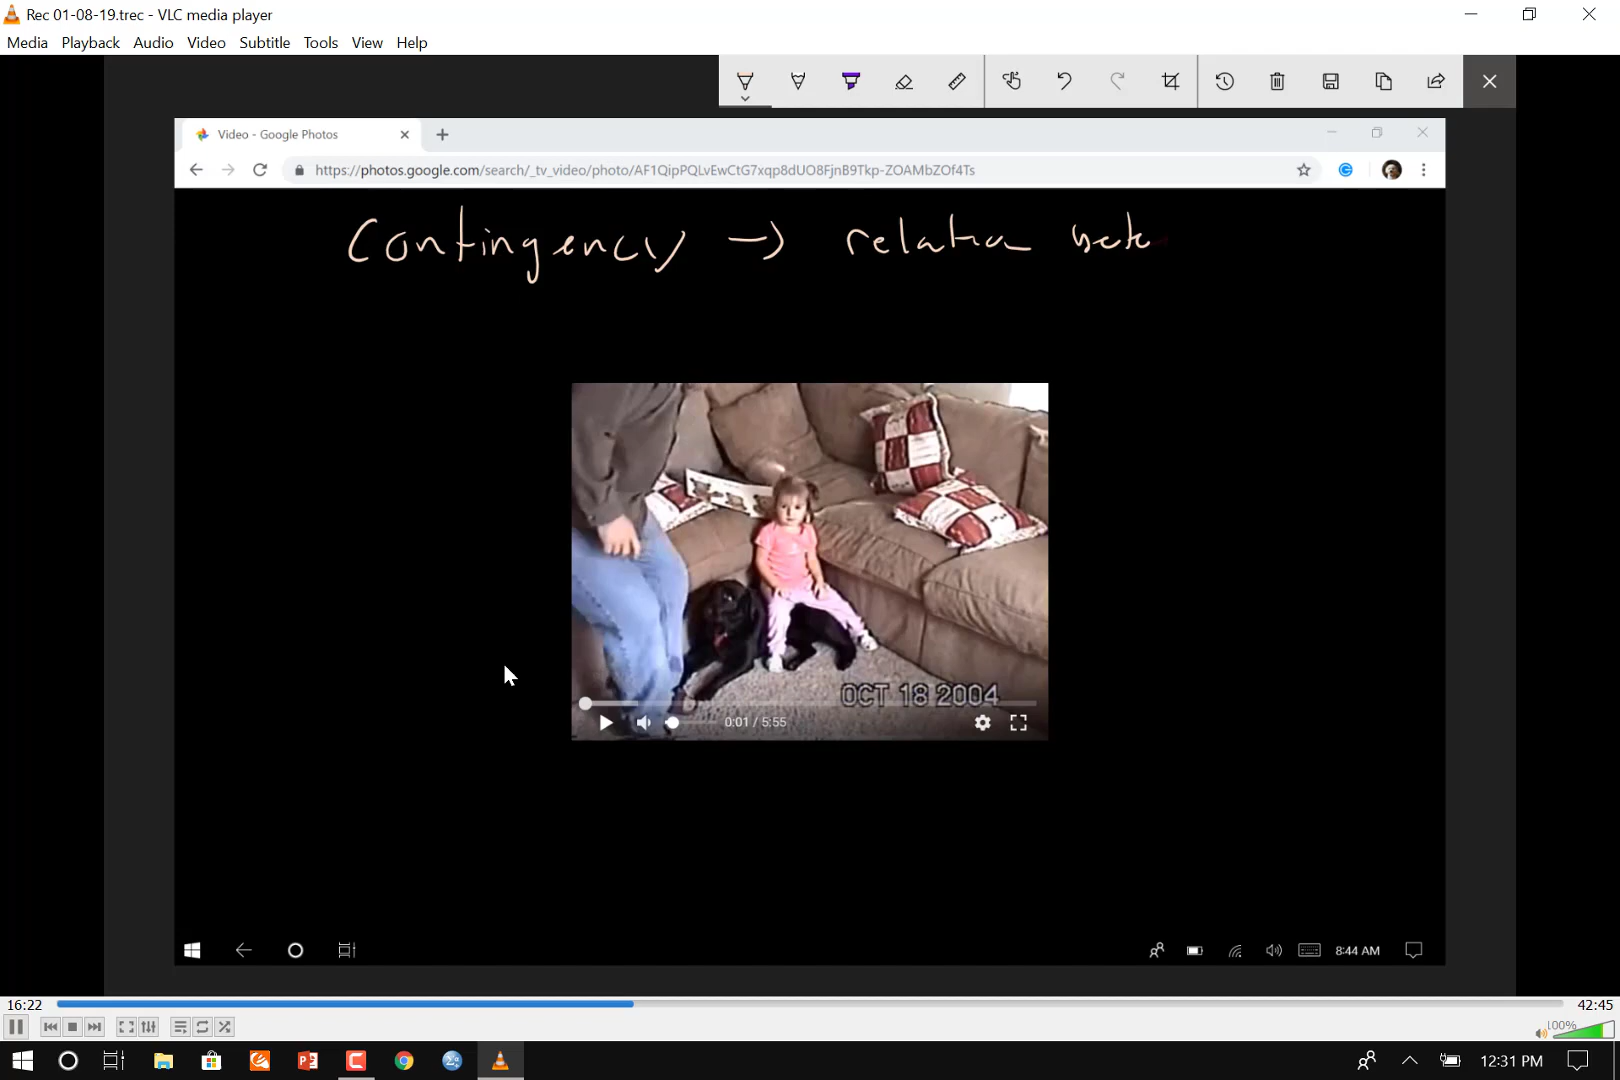 Rec 01-08-19.trec - VLC media player
Media Playback Audio Video Subtitle Tools View Help
Video - Google Photos
https://photos.google.com/search/_tv_video/photo/AF1QipPQLvEwCtG7xqp8dUO8FjnB9Tkp-ZOAMbZOf4Ts
Contingency → relation betw
OCT 18 2004
0:01 / 5:55
8:44 AM
16:22
42:45
100%
12:31 PM